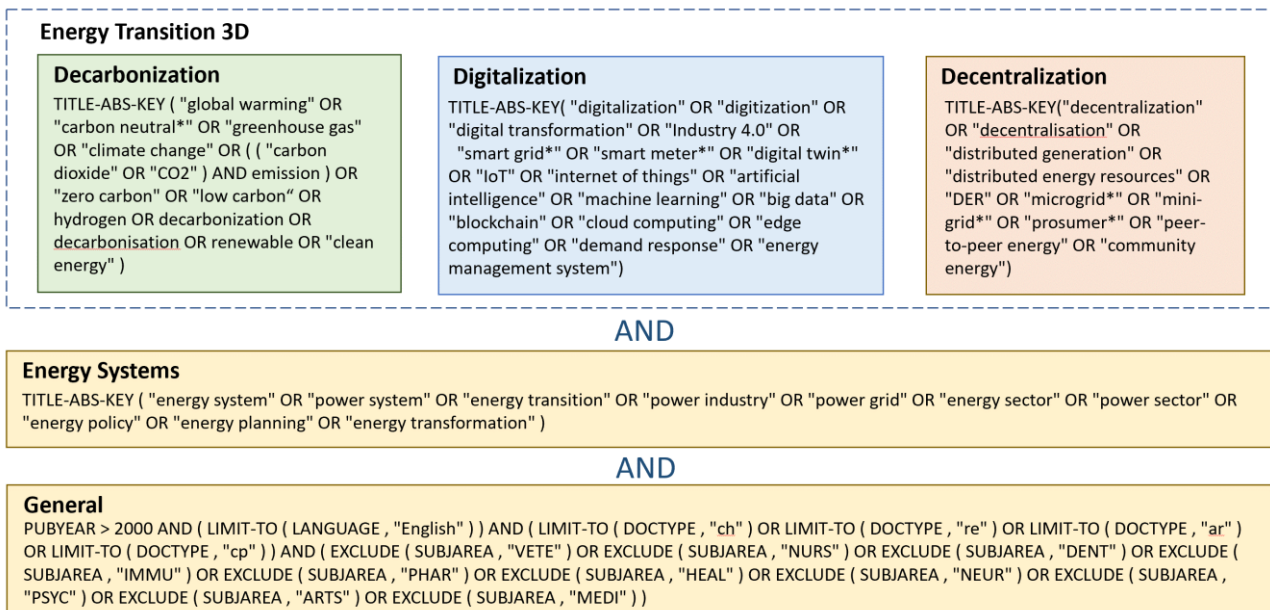 Energy Transition 3D
Decarbonization
TITLE-ABS-KEY ( "global warming" OR
"carbon neutral*" OR "greenhouse gas"
OR "climate change" OR ( ( "carbon
dioxide" OR "CO2" ) AND emission ) OR
"zero carbon" OR "low carbon“ OR
hydrogen OR decarbonization OR
decarbonisation OR renewable OR "clean
energy" )
Digitalization
TITLE-ABS-KEY( "digitalization" OR "digitization" OR
"digital transformation" OR "Industry 4.0" OR
"smart grid*" OR "smart meter*" OR "digital twin*"
OR "IoT" OR "internet of things" OR "artificial
intelligence" OR "machine learning" OR "big data" OR
"blockchain" OR "cloud computing" OR "edge
computing" OR "demand response" OR "energy
management system")
Decentralization
TITLE-ABS-KEY("decentralization"
OR "decentralisation" OR
"distributed generation" OR
"distributed energy resources" OR
"DER" OR "microgrid*" OR "mini-
grid*" OR "prosumer*" OR "peer-
to-peer energy" OR "community
energy")
AND
Energy Systems
TITLE-ABS-KEY ( "energy system" OR "power system" OR "energy transition" OR "power industry" OR "power grid" OR "energy sector" OR "power sector" OR
"energy policy" OR "energy planning" OR "energy transformation" )
AND
General
PUBYEAR > 2000 AND ( LIMIT-TO ( LANGUAGE , "English" ) ) AND ( LIMIT-TO ( DOCTYPE , "ch" ) OR LIMIT-TO ( DOCTYPE , "re" ) OR LIMIT-TO ( DOCTYPE , "ar" )
OR LIMIT-TO ( DOCTYPE , "cp" ) ) AND ( EXCLUDE ( SUBJAREA , "VETE" ) OR EXCLUDE ( SUBJAREA , "NURS" ) OR EXCLUDE ( SUBJAREA , "DENT" ) OR EXCLUDE (
SUBJAREA , "IMMU" ) OR EXCLUDE ( SUBJAREA , "PHAR" ) OR EXCLUDE ( SUBJAREA , "HEAL" ) OR EXCLUDE ( SUBJAREA , "NEUR" ) OR EXCLUDE ( SUBJAREA ,
"PSYC" ) OR EXCLUDE ( SUBJAREA , "ARTS" ) OR EXCLUDE ( SUBJAREA , "MEDI" ) )